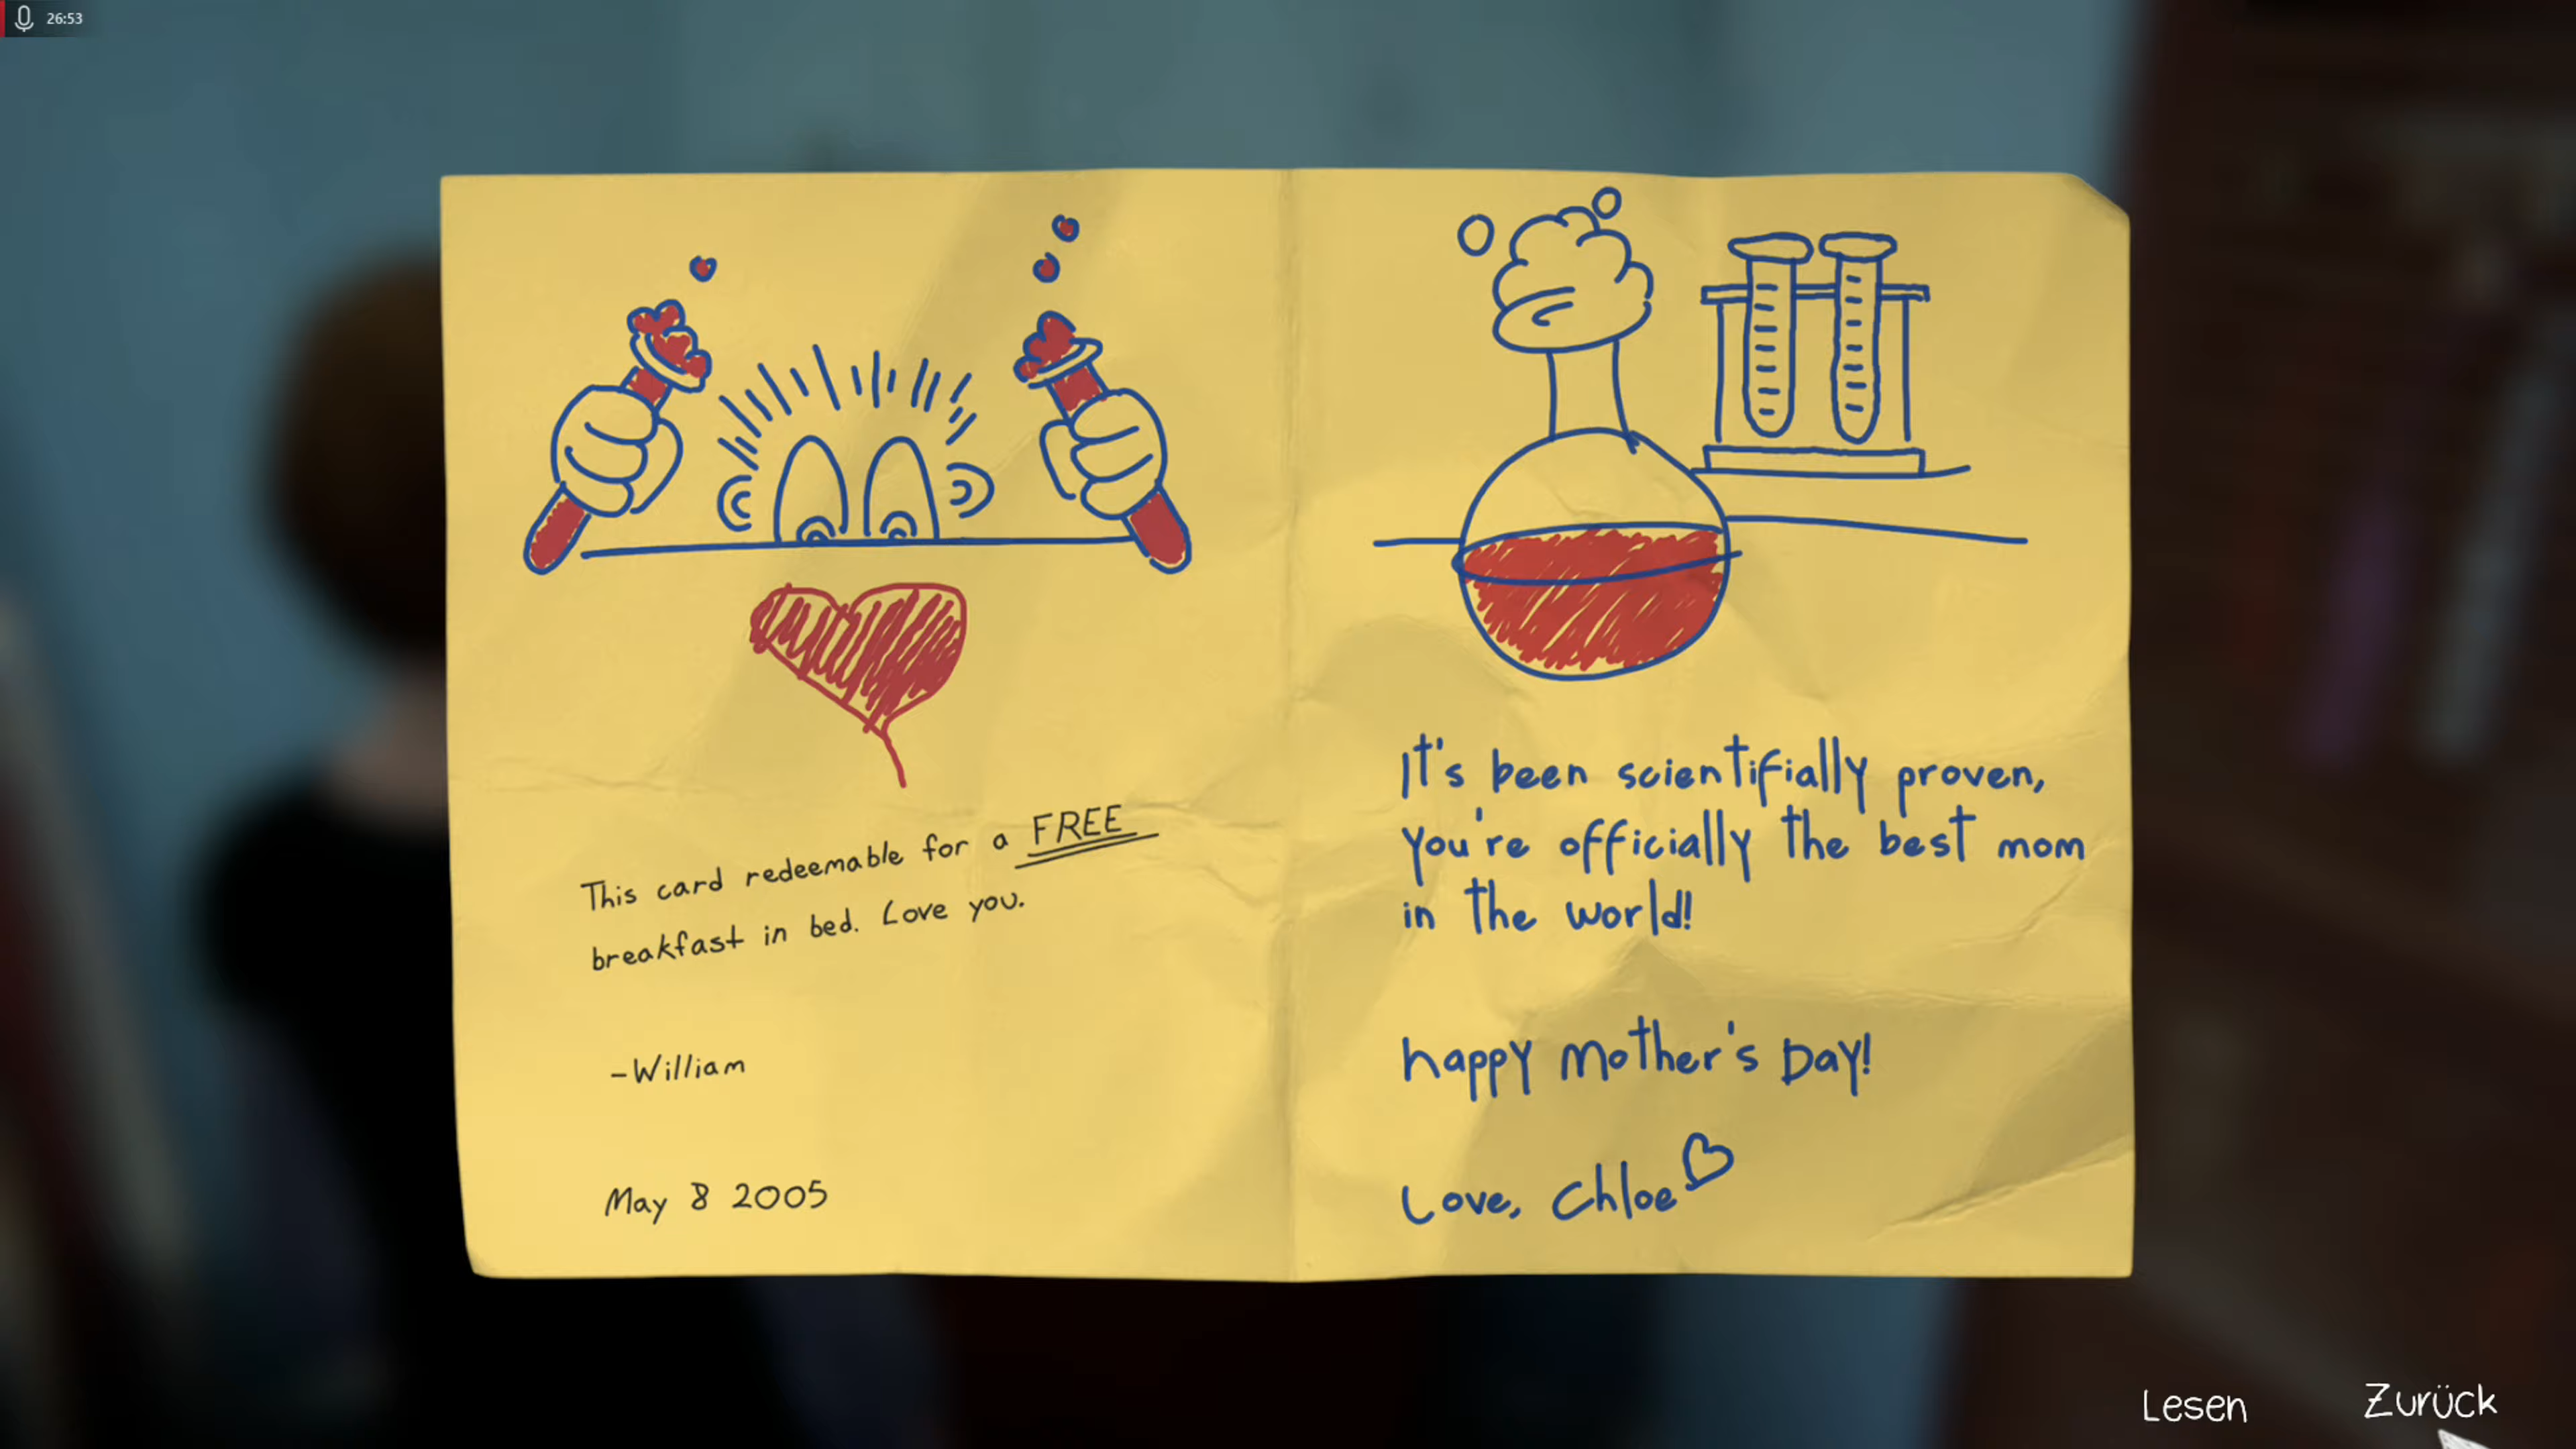 26:53
This card redeemable for a FREE
breakfast in bed. Love you.
-William
May 8 2005
It's been scientifially proven,
you're officially the best mom
in the world!
happy Mother's Day!
Love, Chloe
Lesen
Zurück